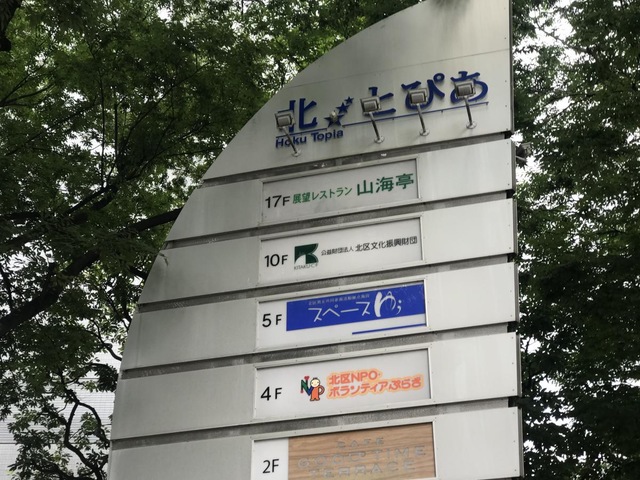 北とぴあ
Hoku Topia
17F 展望レストラン 山海亭
10F 公益財団法人 北区文化振興財団
5F スペースゆう
4F 北区NPO・
ボランティアぷらざ
2F
TERRACE